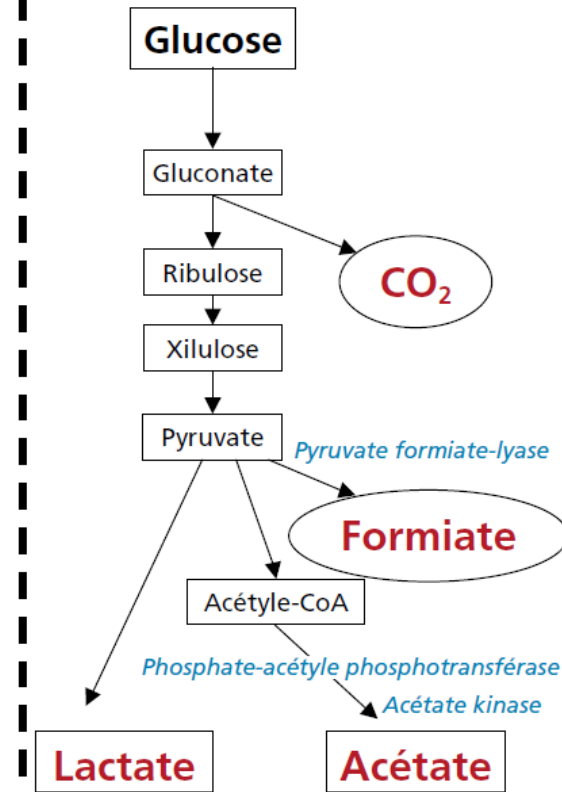 Glucose
Gluconate
Ribulose
CO₂
Xilulose
Pyruvate
Pyruvate formiate-lyase
Formiate
Acétyle-CoA
Phosphate-acétyle phosphotransférase
Acétate kinase
Lactate
Acétate